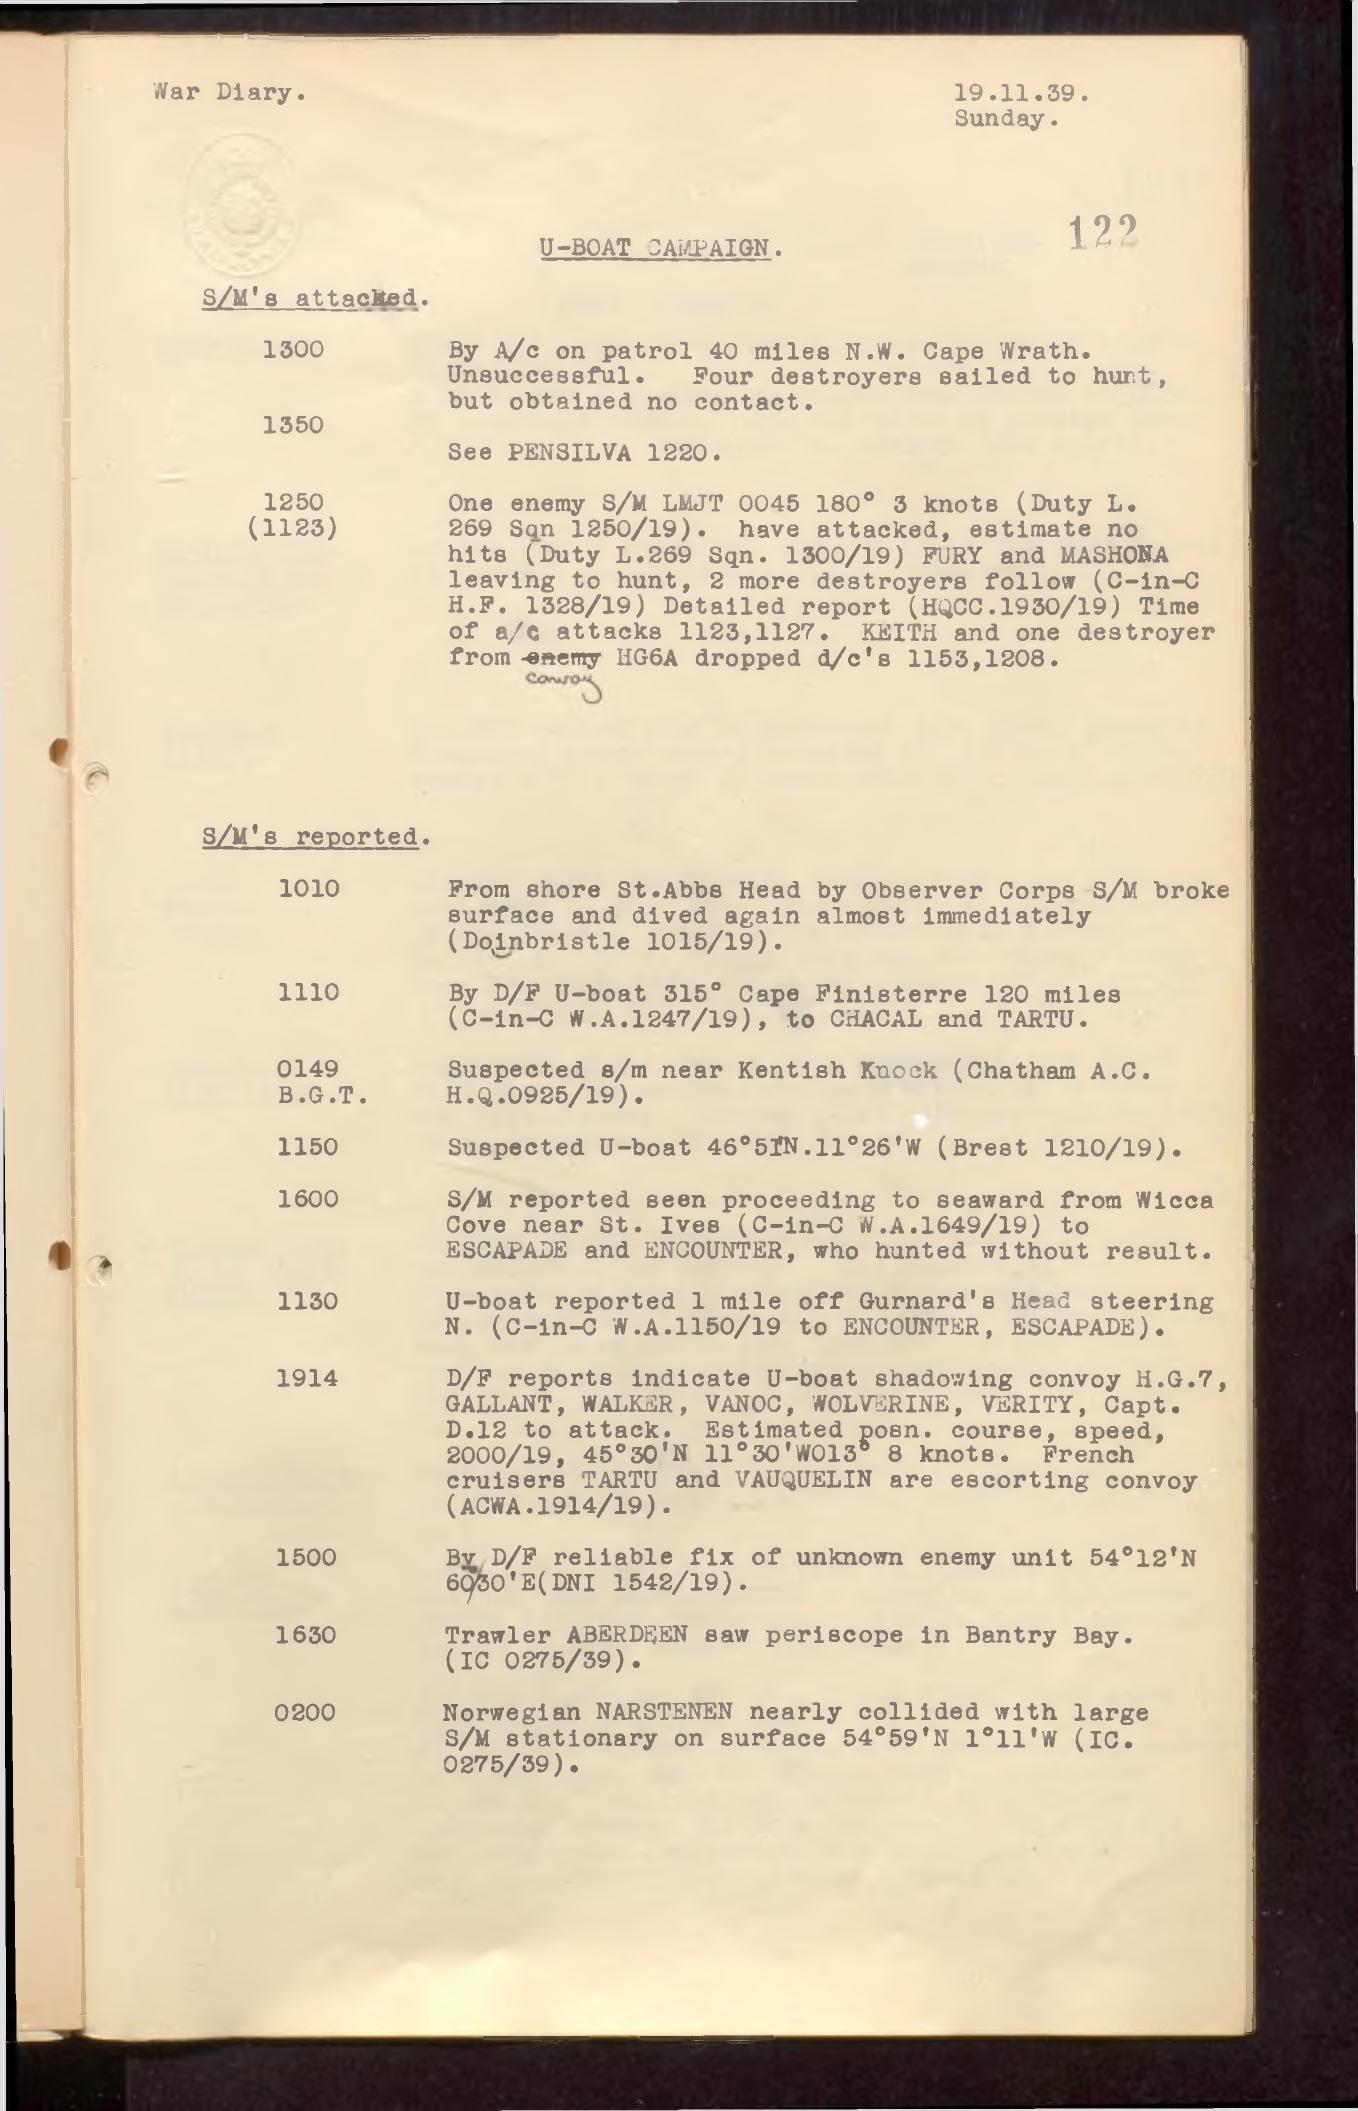 War Diary.
19.11.39.
Sunday.
122
U-BOAT CAMPAIGN.
S/M's attacked.
1300 By A/c on patrol 40 miles N.W. Cape Wrath.
Unsuccessful. Four destroyers sailed to hunt,
but obtained no contact.
1350
See PENSILVA 1220.
1250 One enemy S/M LMJT 0045 180° 3 knots (Duty L.
(1123) 269 Sqn 1250/19). have attacked, estimate no
hits (Duty L.269 Sqn. 1300/19) FURY and MASHONA
leaving to hunt, 2 more destroyers follow (C-in-C
H.F. 1328/19) Detailed report (HQCC.1930/19) Time
of a/c attacks 1123,1127. KEITH and one destroyer
from enemy HG6A dropped d/c's 1153,1208.
convoy
S/M's reported.
1010 From shore St.Abbs Head by Observer Corps S/M broke
surface and dived again almost immediately
(Doinbristle 1015/19).
1110 By D/F U-boat 315° Cape Finisterre 120 miles
(C-in-C W.A.1247/19), to CHACAL and TARTU.
0149 Suspected s/m near Kentish Knock (Chatham A.C.
B.G.T. H.Q.0925/19).
1150 Suspected U-boat 46°51'N.11°26'W (Brest 1210/19).
1600 S/M reported seen proceeding to seaward from Wicca
Cove near St. Ives (C-in-C W.A.1649/19) to
ESCAPADE and ENCOUNTER, who hunted without result.
1130 U-boat reported 1 mile off Gurnard's Head steering
N. (C-in-C W.A.1150/19 to ENCOUNTER, ESCAPADE).
1914 D/F reports indicate U-boat shadowing convoy H.G.7,
GALLANT, WALKER, VANOC, WOLVERINE, VERITY, Capt.
D.12 to attack. Estimated posn. course, speed,
2000/19, 45°30'N 11°30'W013° 8 knots. French
cruisers TARTU and VAUQUELIN are escorting convoy
(ACWA.1914/19).
1500 By D/F reliable fix of unknown enemy unit 54°12'N
60/30'E(DNI 1542/19).
1630 Trawler ABERDEEN saw periscope in Bantry Bay.
(IC 0275/39).
0200 Norwegian NARSTENEN nearly collided with large
S/M stationary on surface 54°59'N 1°11'W (IC.
0275/39).